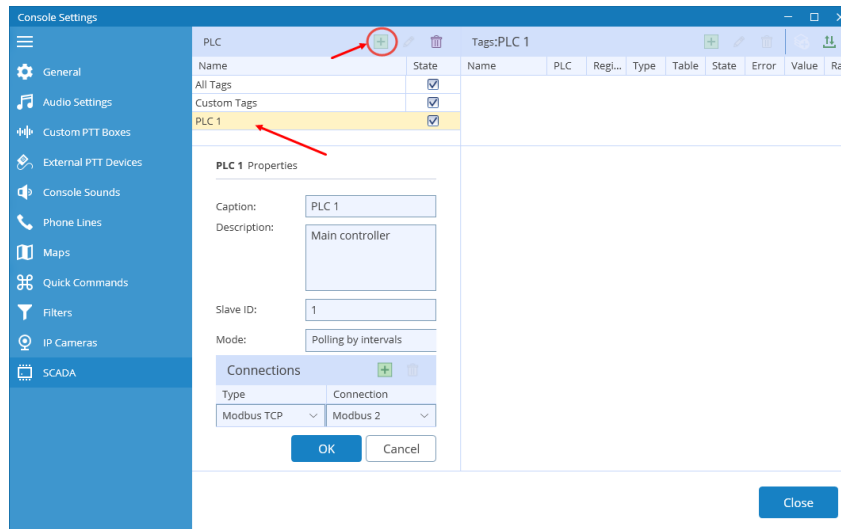 Console Settings
General
Audio Settings
Custom PTT Boxes
External PTT Devices
Console Sounds
Phone Lines
Maps
Quick Commands
Filters
IP Cameras
SCADA
PLC
Name State
All Tags
Custom Tags
PLC 1
PLC 1 Properties
Caption: PLC 1
Description: Main controller
Slave ID: 1
Mode: Polling by intervals
Connections
Type Connection
Modbus TCP Modbus 2
OK Cancel
Tags:PLC 1
Name PLC Regi... Type Table State Error Value Ra
Close